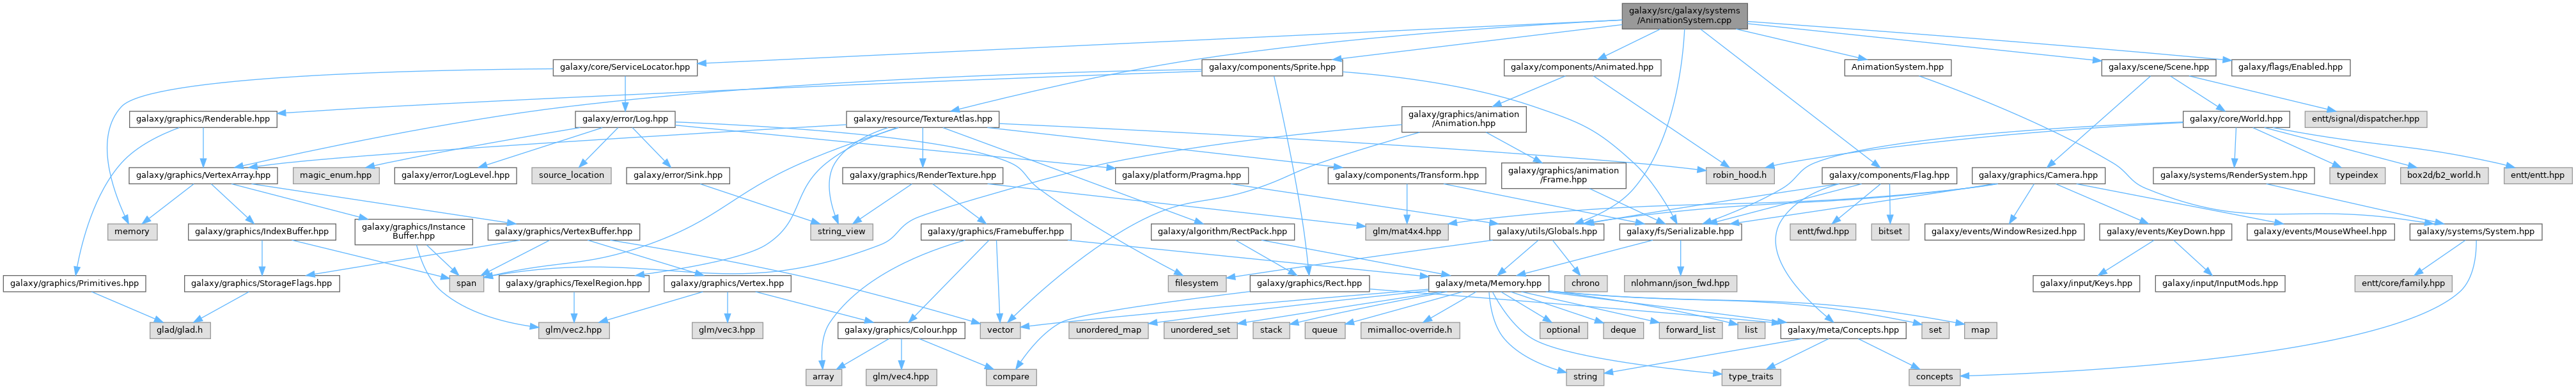 galaxy/src/galaxy/systems
/AnimationSystem.cpp
galaxy/core/ServiceLocator.hpp
galaxy/components/Sprite.hpp
galaxy/components/Animated.hpp
AnimationSystem.hpp
galaxy/scene/Scene.hpp
galaxy/flags/Enabled.hpp
galaxy/graphics/Renderable.hpp
galaxy/error/Log.hpp
galaxy/resource/TextureAtlas.hpp
galaxy/graphics/animation
/Animation.hpp
galaxy/core/World.hpp
entt/signal/dispatcher.hpp
galaxy/graphics/VertexArray.hpp
magic_enum.hpp
galaxy/error/LogLevel.hpp
source_location
galaxy/error/Sink.hpp
galaxy/graphics/RenderTexture.hpp
galaxy/platform/Pragma.hpp
galaxy/components/Transform.hpp
galaxy/graphics/animation
/Frame.hpp
robin_hood.h
galaxy/components/Flag.hpp
galaxy/graphics/Camera.hpp
galaxy/systems/RenderSystem.hpp
typeindex
box2d/b2_world.h
entt/entt.hpp
memory
galaxy/graphics/IndexBuffer.hpp
galaxy/graphics/Instance
Buffer.hpp
galaxy/graphics/VertexBuffer.hpp
string_view
galaxy/graphics/Framebuffer.hpp
galaxy/algorithm/RectPack.hpp
glm/mat4x4.hpp
galaxy/utils/Globals.hpp
galaxy/fs/Serializable.hpp
entt/fwd.hpp
bitset
galaxy/events/WindowResized.hpp
galaxy/events/KeyDown.hpp
galaxy/events/MouseWheel.hpp
galaxy/systems/System.hpp
galaxy/graphics/Primitives.hpp
galaxy/graphics/StorageFlags.hpp
span
galaxy/graphics/TexelRegion.hpp
galaxy/graphics/Vertex.hpp
filesystem
galaxy/graphics/Rect.hpp
galaxy/meta/Memory.hpp
chrono
nlohmann/json_fwd.hpp
galaxy/input/Keys.hpp
galaxy/input/InputMods.hpp
entt/core/family.hpp
glad/glad.h
glm/vec2.hpp
glm/vec3.hpp
galaxy/graphics/Colour.hpp
vector
unordered_map
unordered_set
stack
queue
mimalloc-override.h
optional
deque
forward_list
list
galaxy/meta/Concepts.hpp
set
map
array
glm/vec4.hpp
compare
string
type_traits
concepts